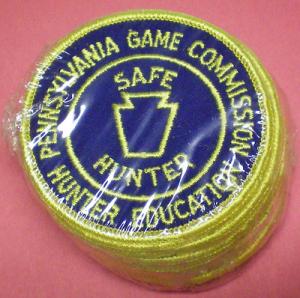 PENNSYLVANIA GAME COMMISSION
SAFE
HUNTER
HUNTER EDUCATION